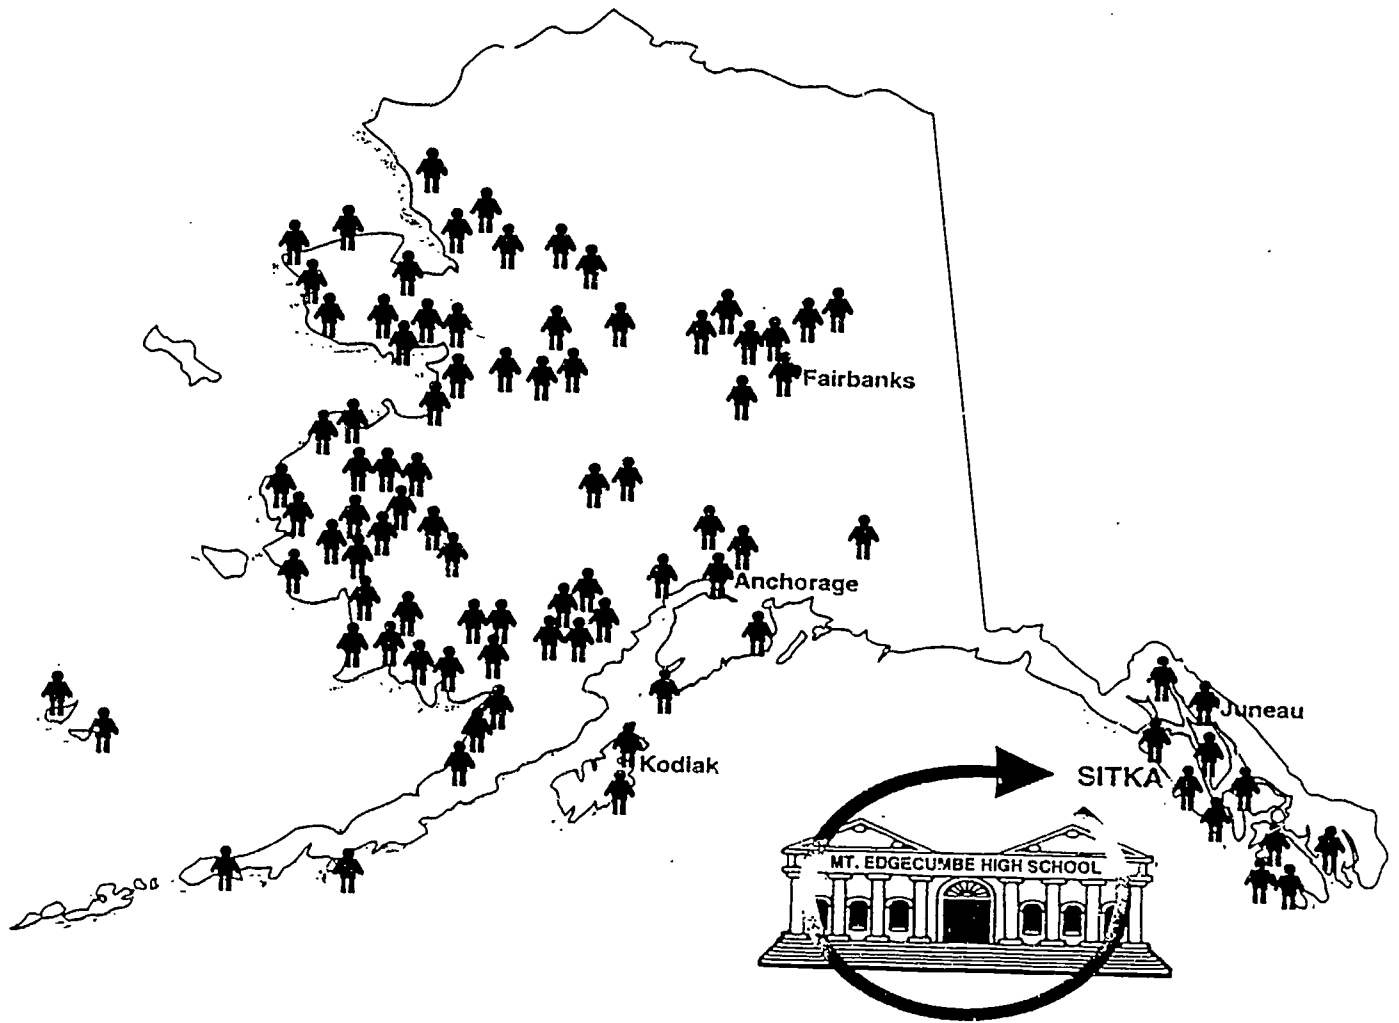 Fairbanks
Anchorage
Juneau
Kodiak
SITKA
MT. EDGECUMBE HIGH SCHOOL